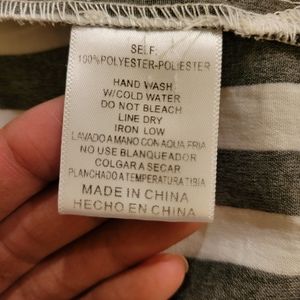 SELF:
100%POLYESTER-POLIESTER
HAND WASH
W/COLD WATER
DO NOT BLEACH
LINE DRY
IRON LOW
LAVADO A MANO CON AQUA FRIA
NO USE BLANQUEADOR
COLGAR A SECAR
PLANCHADO A TEMPERATURA TIBIA
MADE IN CHINA
HECHO EN CHINA